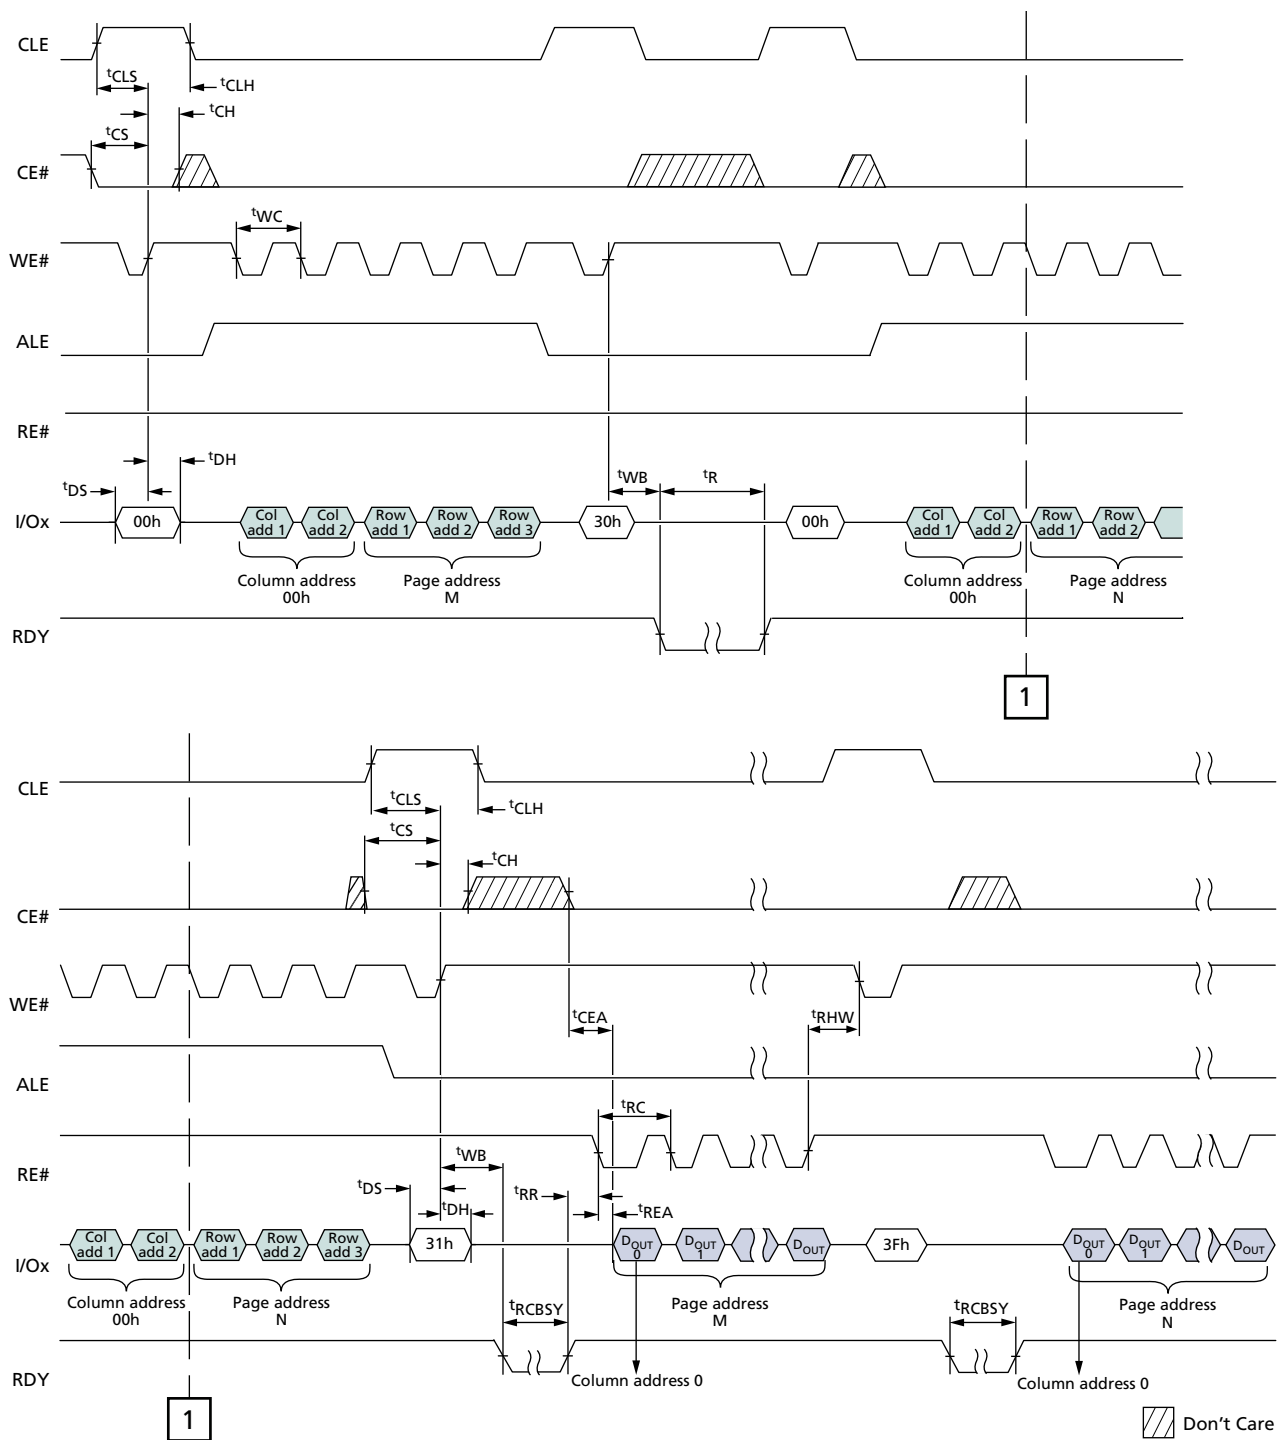 CLE
tCLS
tCLH
tCH
tCS
CE#
tWC
WE#
ALE
RE#
tDH
tDS
tWB
tR
I/Ox
00h
Col add 1
Col add 2
Row add 1
Row add 2
Row add 3
30h
00h
Col add 1
Col add 2
Row add 1
Row add 2
Column address
00h
Page address
M
Column address
00h
Page address
N
RDY
1
CLE
tCLS
tCLH
tCS
tCH
CE#
WE#
tCEA
tRHW
ALE
tRC
RE#
tWB
tDS
tRR
tDH
tREA
I/Ox
Col add 1
Col add 2
Row add 1
Row add 2
Row add 3
31h
DOUT 0
DOUT 1
DOUT
3Fh
DOUT 0
DOUT 1
DOUT
Column address
00h
Page address
N
Page address
M
Page address
N
tRCBSY
tRCBSY
RDY
Column address 0
Column address 0
1
Don't Care